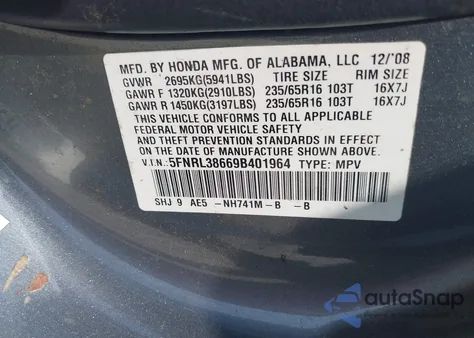 MFD. BY HONDA MFG. OF ALABAMA, LLC 12/'08
GVWR 2695KG(5941LBS) TIRE SIZE RIM SIZE
GAWR F 1320KG(2910LBS) 235/65R16 103T 16X7J
GAWR R 1450KG(3197LBS) 235/65R16 103T 16X7J
THIS VEHICLE CONFORMS TO ALL APPLICABLE
FEDERAL MOTOR VEHICLE SAFETY, BUMPER,
AND THEFT PREVENTION STANDARDS IN EFFECT
ON THE DATE OF MANUFACTURE SHOWN ABOVE.
V.I.N.:5FNRL38669B401964 TYPE: MPV
SHJ 9 AE5 -NH741M - B - B
autoSnap